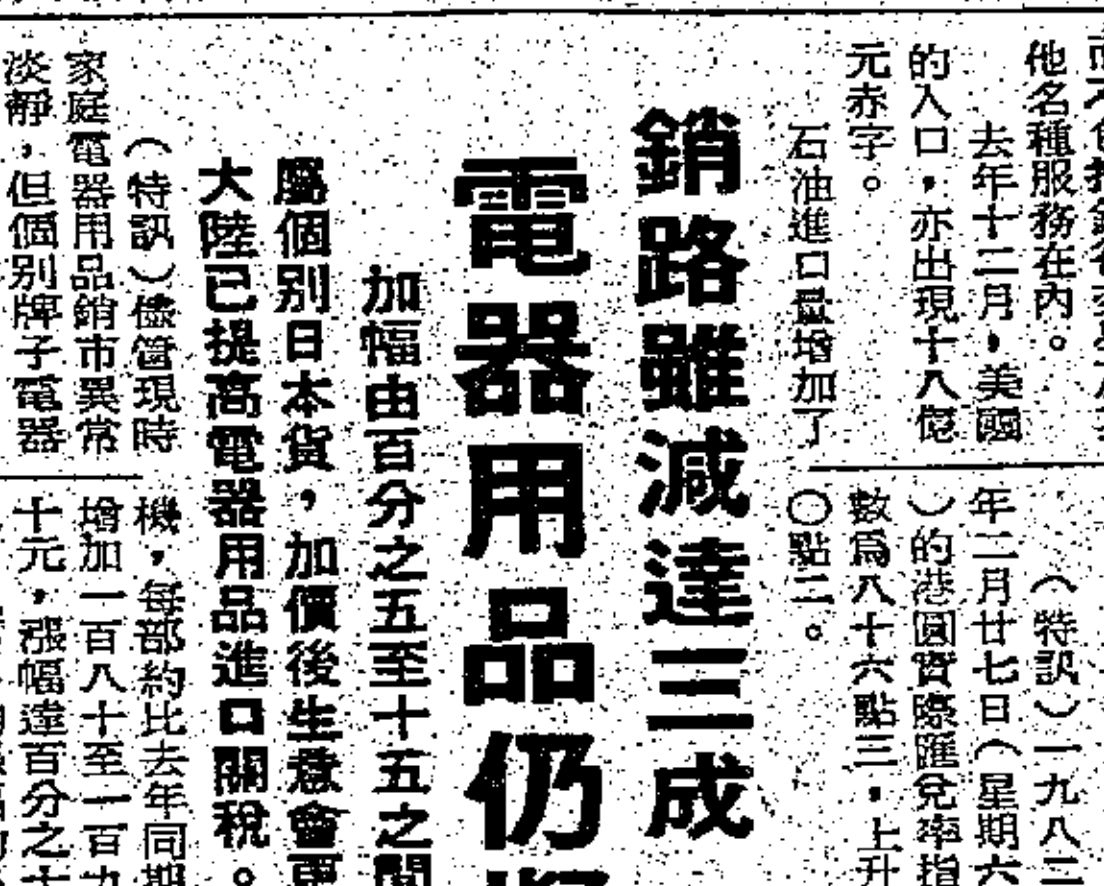 他名種服務在內。
去年十二月，美國
的入口，亦出現十八億
元赤字。
石油進口量增加了
（特訊）一九八二
年二月廿七日（星期六
）的港圓實際匯兌率指
數爲八十六點三，上升
〇點二。
銷路雖減達三成
電器用品仍
加幅由百分之五至十五之間
屬個別日本貨，加價後生意會更
大陸已提高電器用品進口關稅。
（特訊）儘管現時
家庭電器用品銷市異常
淡靜，但個別牌子電器
機，每部約比去年同期
增加一百八十至一百九
十元，漲幅達百分之十